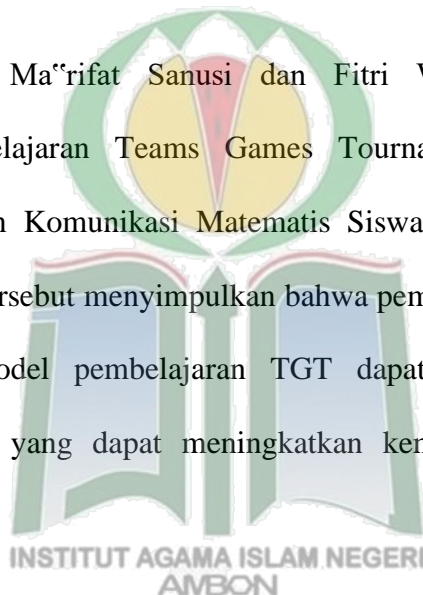 Ma‟rifat Sanusi dan Fitri
elajaran Teams Games Tourna
Komunikasi Matematis Siswa
rsebut menyimpulkan bahwa pem
odel pembelajaran TGT dapat
yang dapat meningkatkan ken
INSTITUT AGAMA ISLAM NEGERI
AMBON